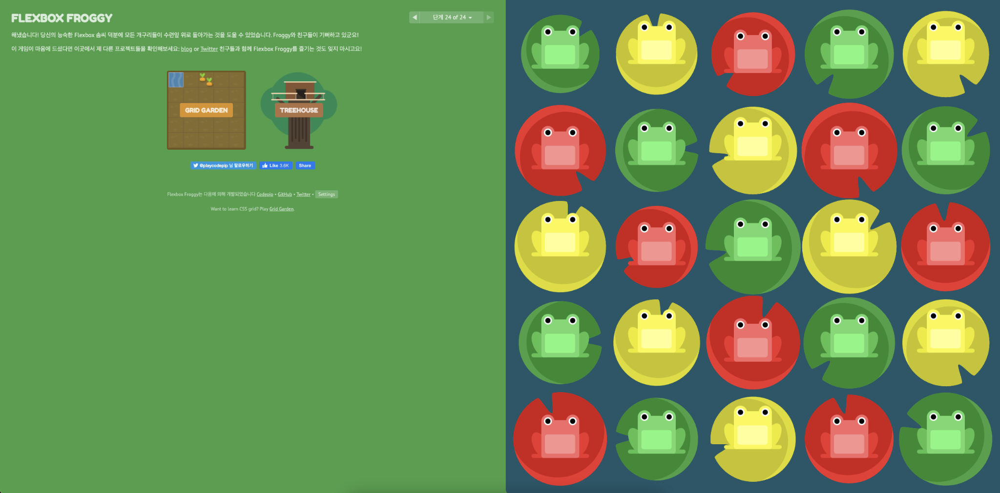 FLEXBOX FROGGY
단계 24 of 24
해냈습니다! 당신의 능숙한 Flexbox 솜씨 덕분에 모든 개구리들이 수련잎 위로 돌아가는 것을 도울 수 있었습니다. Froggy와 친구들이 기뻐하고 있군요!
이 게임이 마음에 드셨다면 이곳에서 제 다른 프로젝트들을 확인해보세요: blog or Twitter 친구들과 함께 Flexbox Froggy를 즐기는 것도 잊지 마시고요!
GRID GARDEN
TREEHOUSE
@playcodepip 님 팔로우하기 Like 3.6K Share
Flexbox Froggy는 다음에 의해 개발되었습니다 Codepip • GitHub • Twitter • Settings
Want to learn CSS grid? Play Grid Garden.